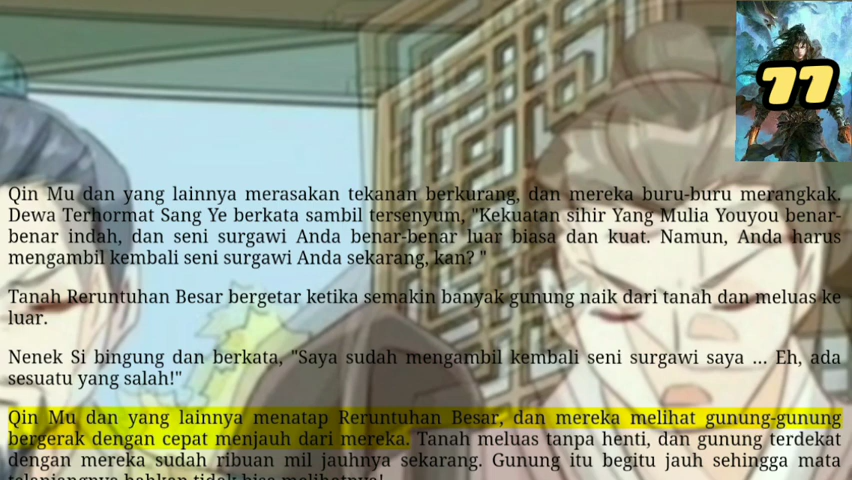 77
Qin Mu dan yang lainnya merasakan tekanan berkurang, dan mereka buru-buru merangkak.
Dewa Terhormat Sang Ye berkata sambil tersenyum, "Kekuatan sihir Yang Mulia Youyou benar-
benar indah, dan seni surgawi Anda benar-benar luar biasa dan kuat. Namun, Anda harus
mengambil kembali seni surgawi Anda sekarang, kan? "
Tanah Reruntuhan Besar bergetar ketika semakin banyak gunung naik dari tanah dan meluas ke
luar.
Nenek Si bingung dan berkata, "Saya sudah mengambil kembali seni surgawi saya ... Eh, ada
sesuatu yang salah!"
Qin Mu dan yang lainnya menatap Reruntuhan Besar, dan mereka melihat gunung-gunung
bergerak dengan cepat menjauh dari mereka. Tanah meluas tanpa henti, dan gunung terdekat
dengan mereka sudah ribuan mil jauhnya sekarang. Gunung itu begitu jauh sehingga mata
telanjangnya bahkan tidak bisa melihatnya!